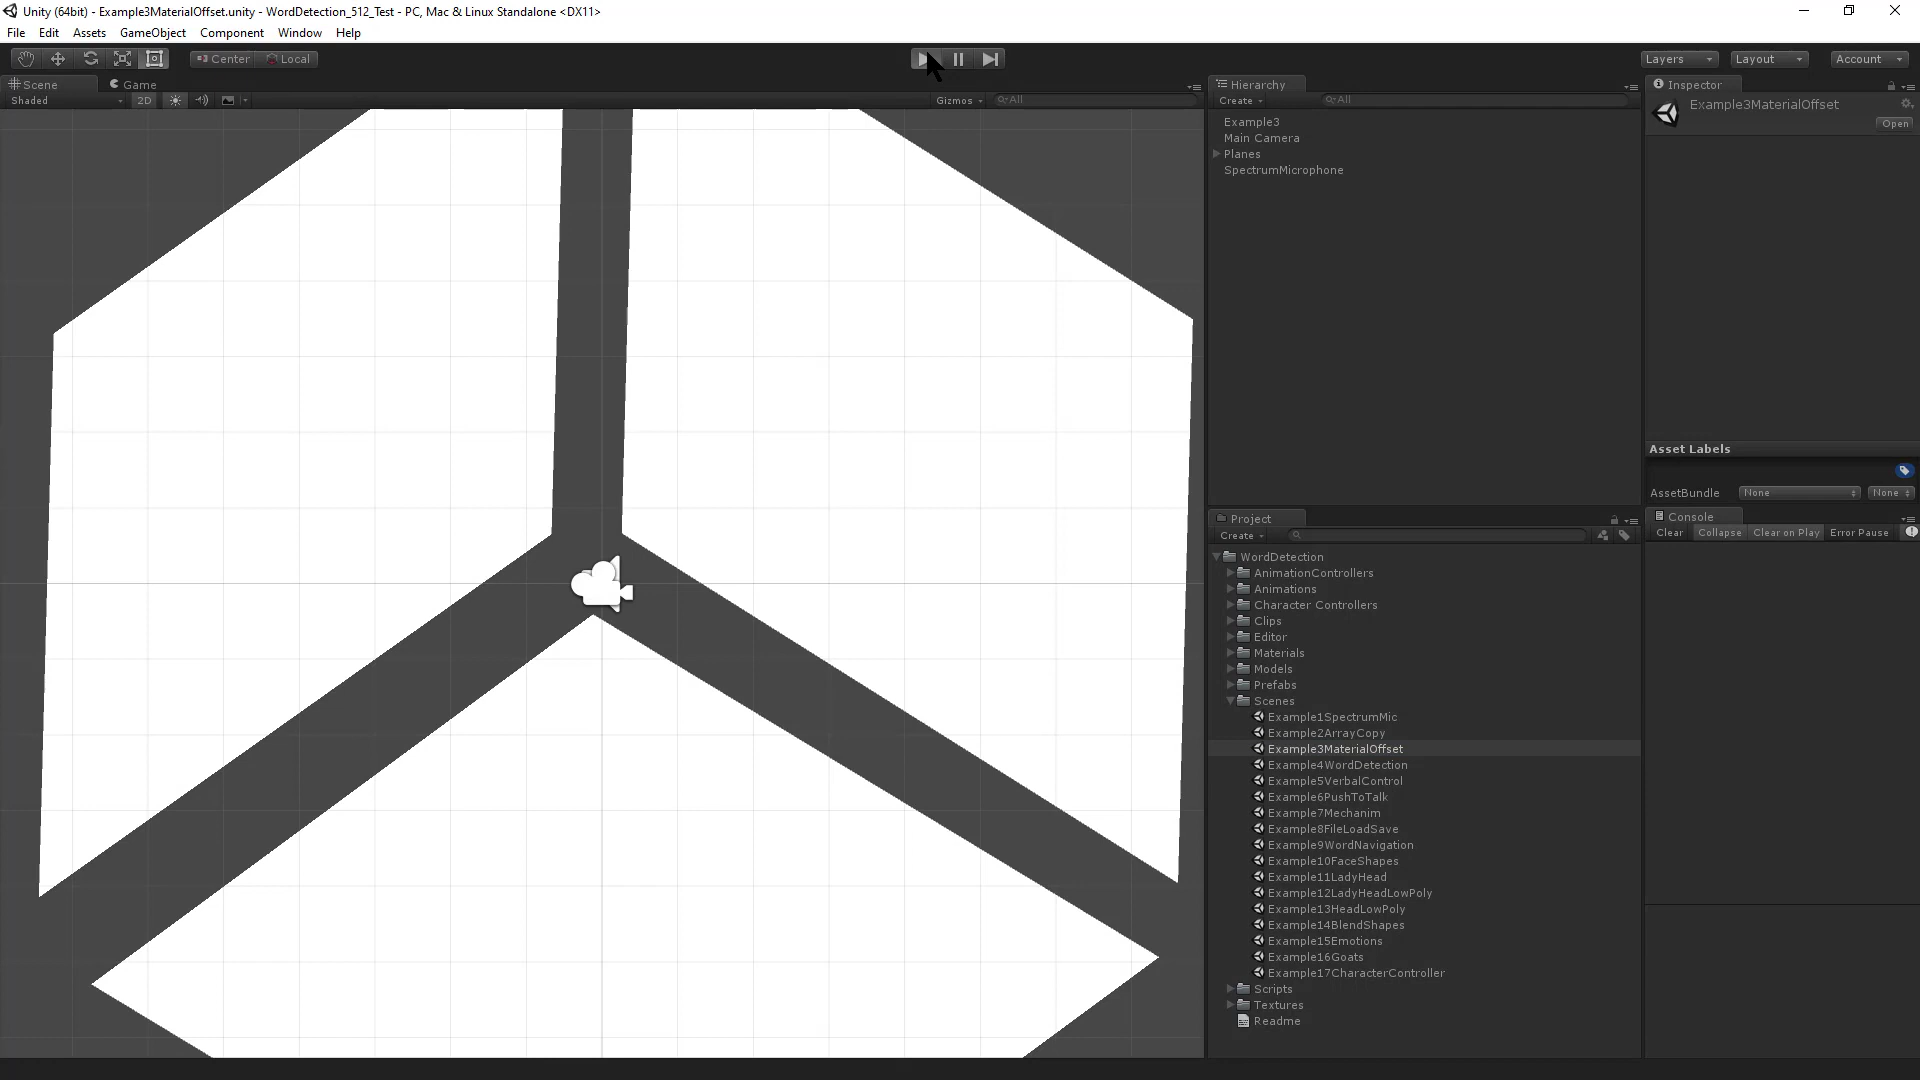 Unity (64bit) - Example3MaterialOffset.unity - WordDetection_512_Test - PC, Mac & Linux Standalone <DX11>
File Edit Assets GameObject Component Window Help
Center Local
Layers Layout Account
Scene Game
Shaded 2D Gizmos All
Hierarchy
Create All
Example3
Main Camera
Planes
SpectrumMicrophone
Inspector
Example3MaterialOffset
Open
Asset Labels
AssetBundle None None
Project
Create
WordDetection
AnimationControllers
Animations
Character Controllers
Clips
Editor
Materials
Models
Prefabs
Scenes
Example1SpectrumMic
Example2ArrayCopy
Example3MaterialOffset
Example4WordDetection
Example5VerbalControl
Example6PushToTalk
Example7Mechanim
Example8FileLoadSave
Example9WordNavigation
Example10FaceShapes
Example11LadyHead
Example12LadyHeadLowPoly
Example13HeadLowPoly
Example14BlendShapes
Example15Emotions
Example16Goats
Example17CharacterController
Scripts
Textures
Readme
Console
Clear Collapse Clear on Play Error Pause